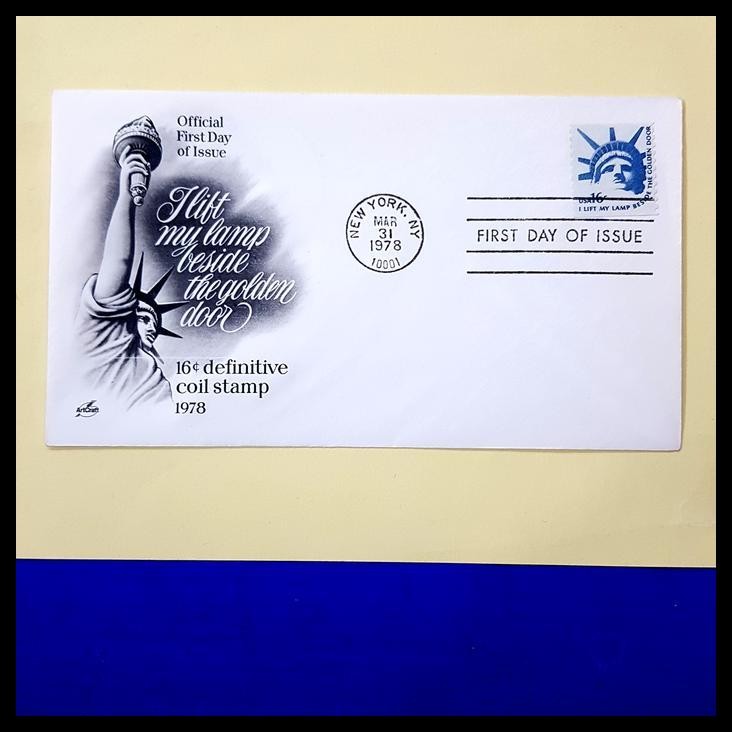 Official
First Day
of Issue
I lift
my lamp
beside
the golden
door
16¢ definitive
coil stamp
1978
ArtCraft
NEW YORK, NY
MAR
31
1978
10001
USA 16c
I LIFT MY LAMP BESIDE THE GOLDEN DOOR
FIRST DAY OF ISSUE